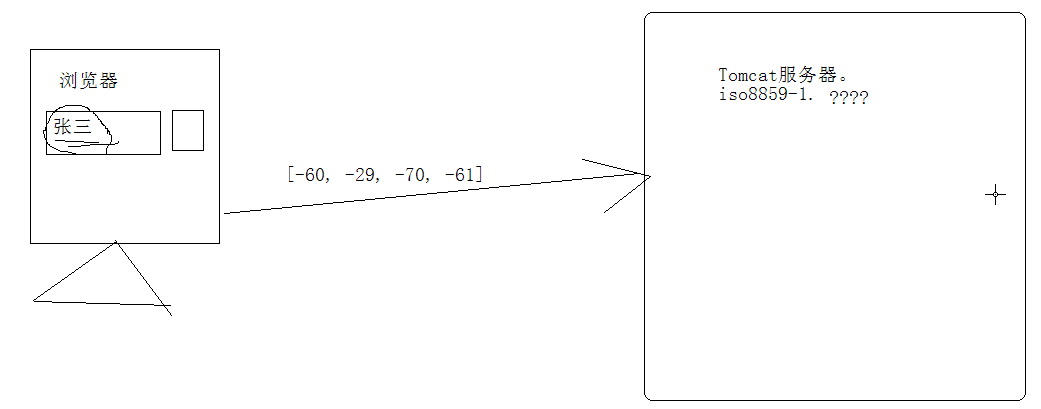 浏览器
张三
[-60, -29, -70, -61]
Tomcat服务器。
iso8859-1. ????